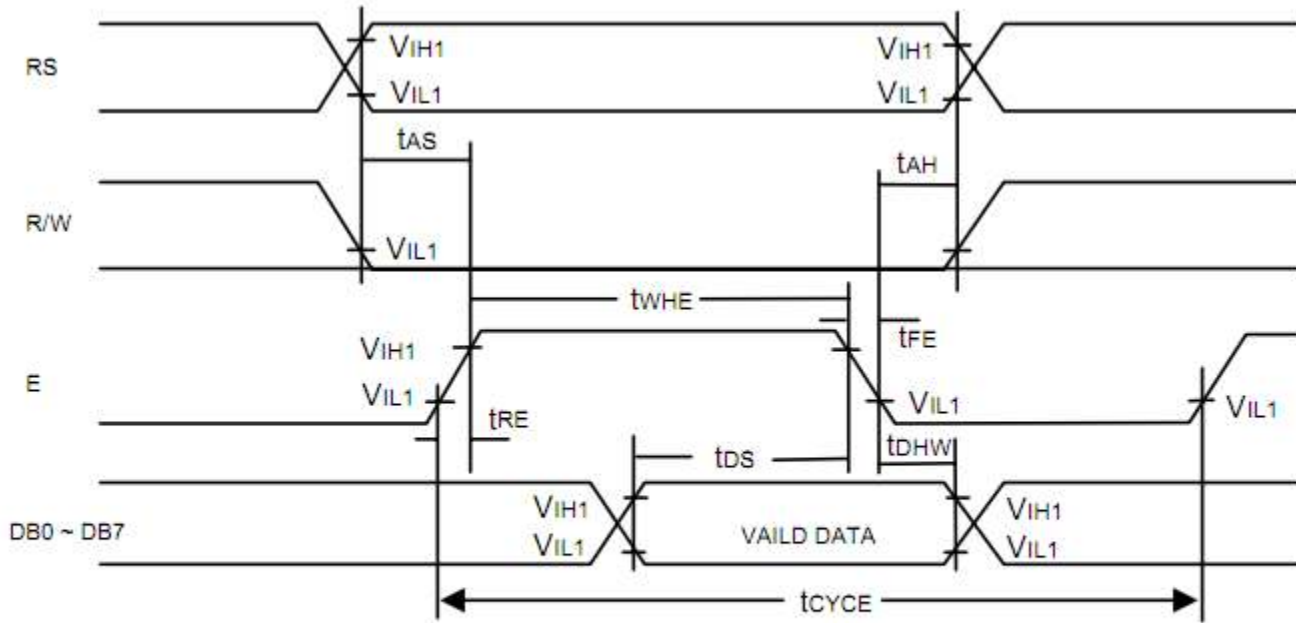 RS
VIH1
VIH1
VIL1
VIL1
tAS
tAH
R/W
VIL1
tWHE
tFE
VIH1
E
VIL1
VIL1
VIL1
tRE
tDS
tDHW
VIH1
VIH1
DB0 ~ DB7
VAILD DATA
VIL1
VIL1
tCYCE